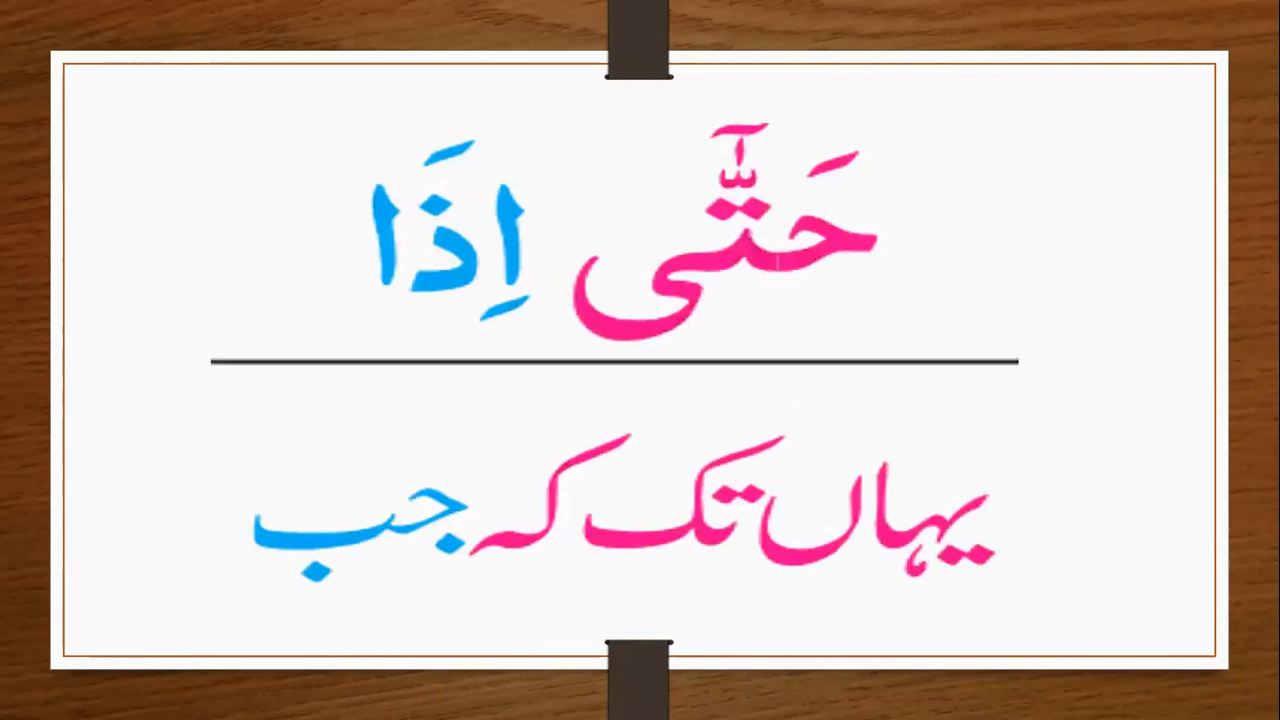 حَتّٰۤی اِذَا
یہاں تک کہ جب